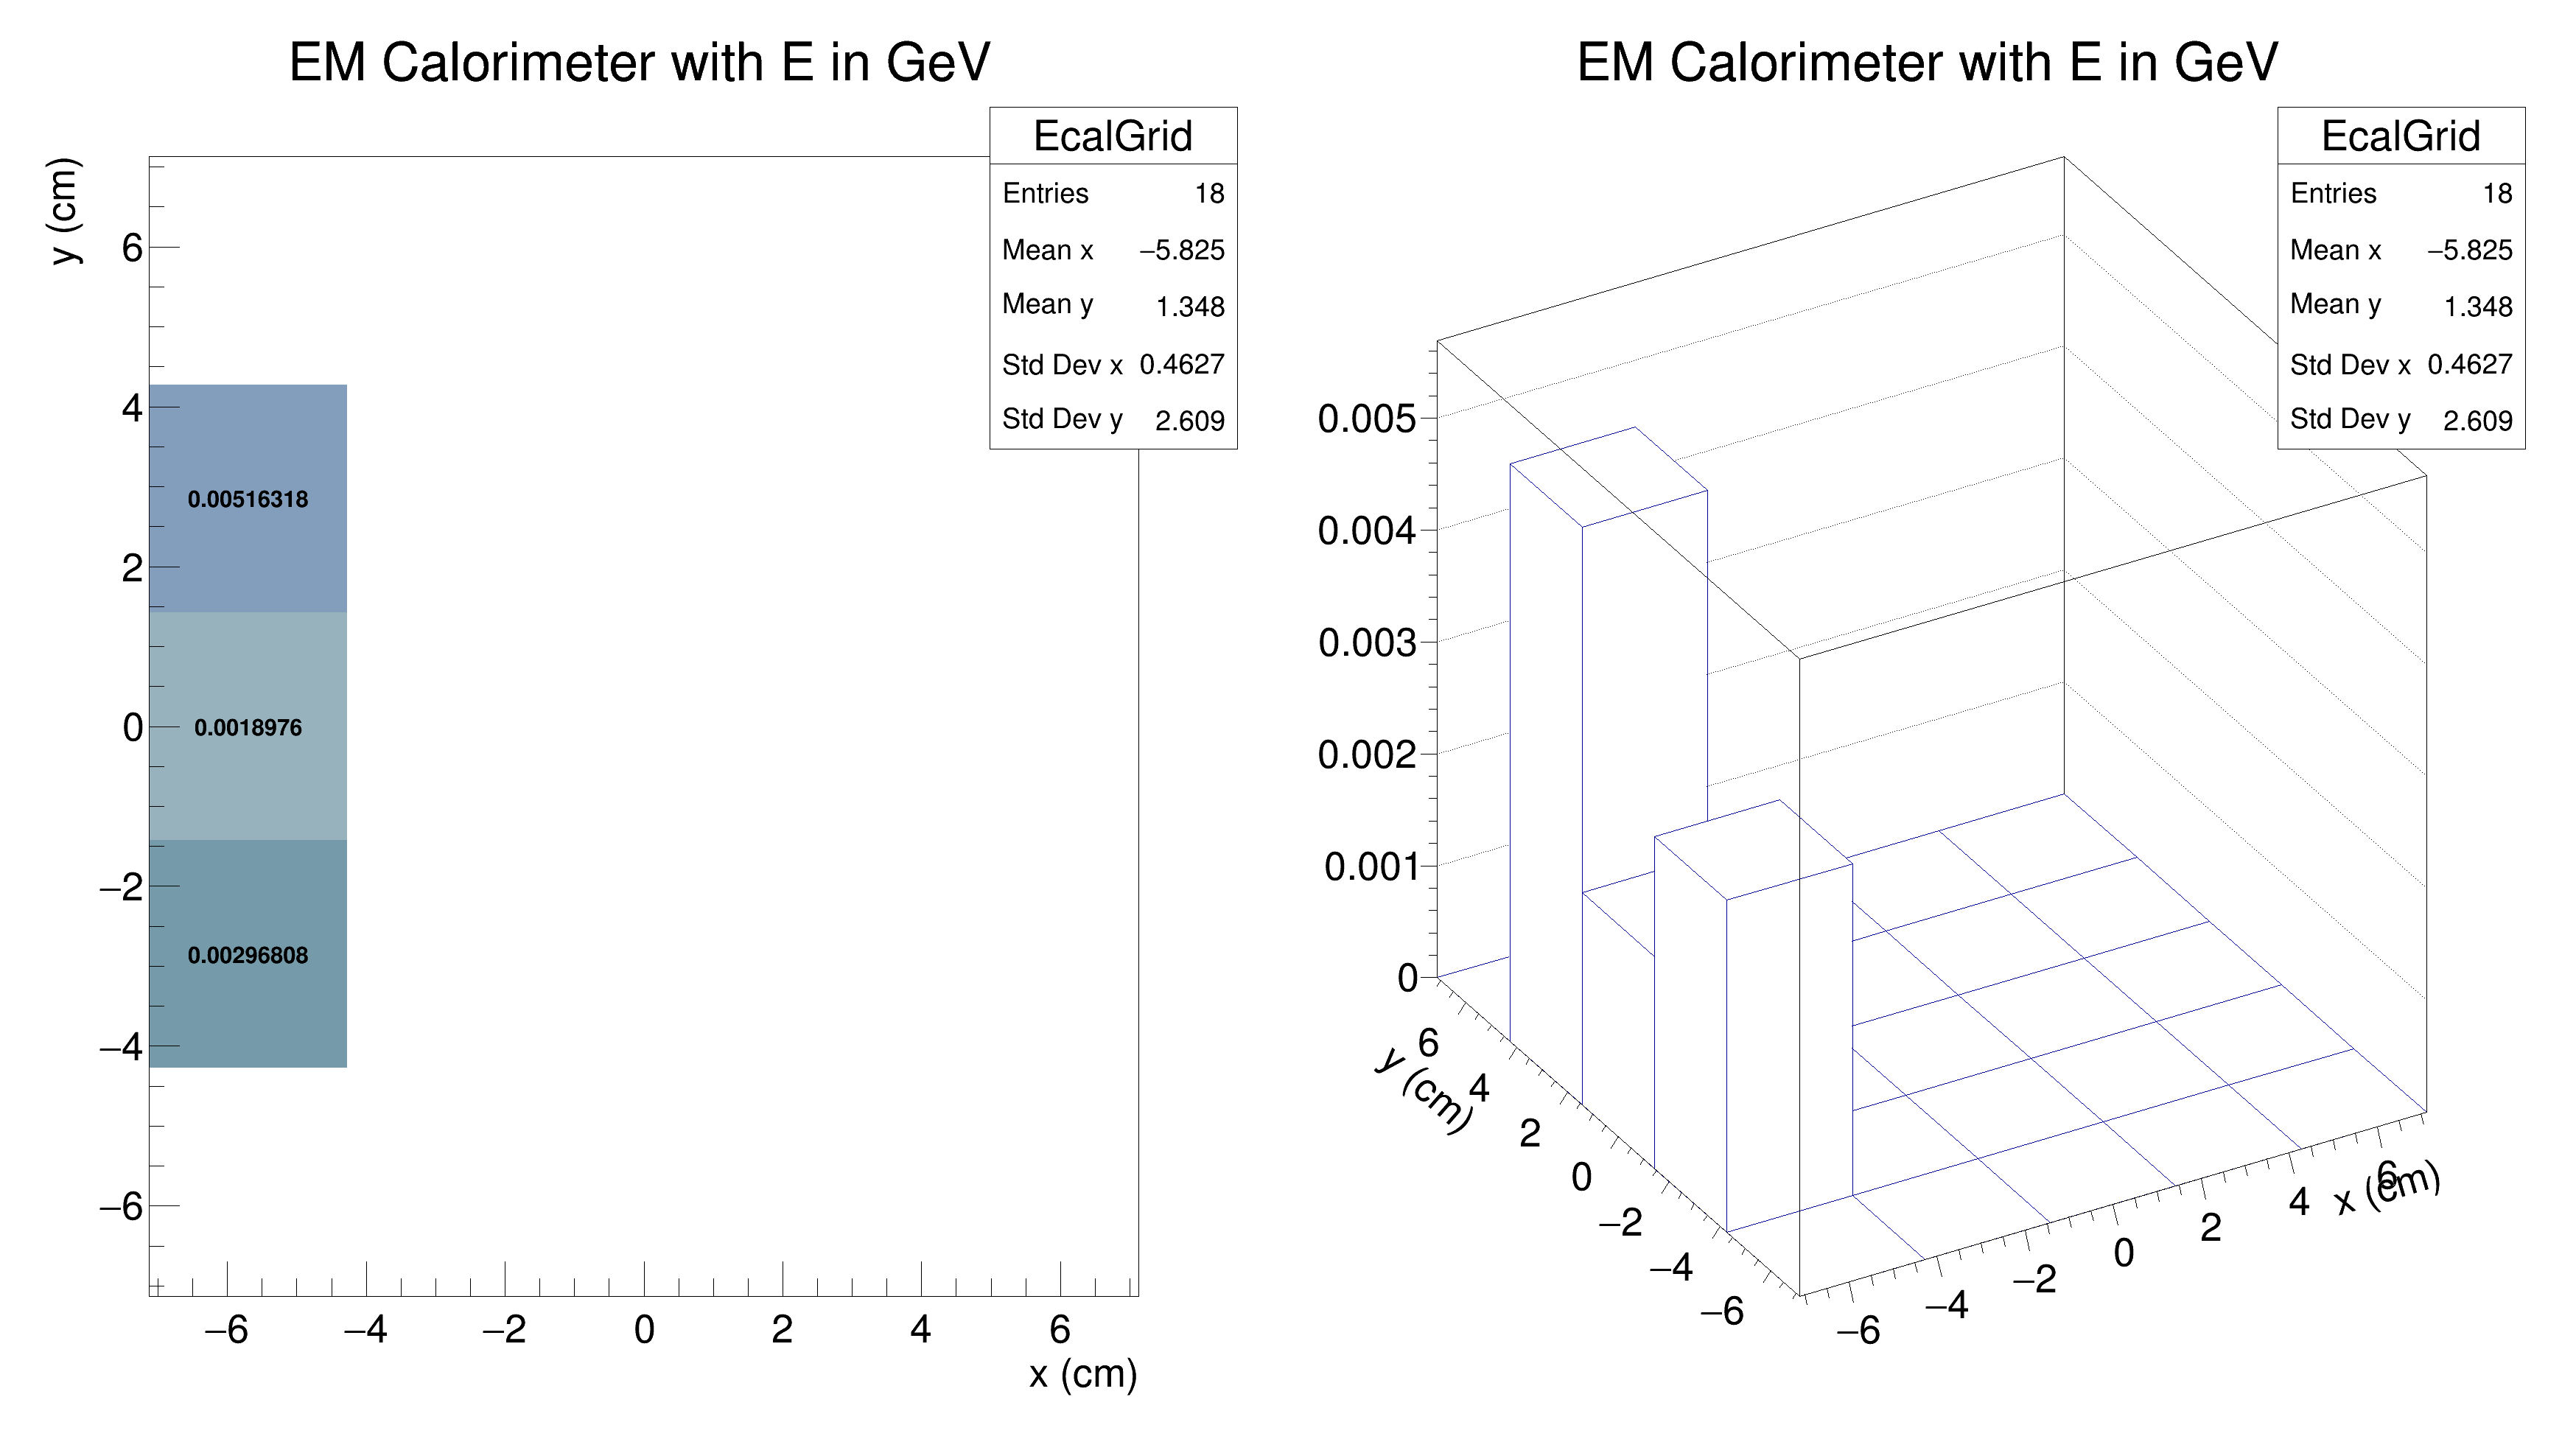 EM Calorimeter with E in GeV
EcalGrid
Entries 18
Mean x −5.825
Mean y 1.348
Std Dev x 0.4627
Std Dev y 2.609
y (cm)
6
4
2
0
−2
−4
−6
0.00516318
0.0018976
0.00296808
−6 −4 −2 0 2 4 6
x (cm)
EM Calorimeter with E in GeV
EcalGrid
Entries 18
Mean x −5.825
Mean y 1.348
Std Dev x 0.4627
Std Dev y 2.609
0.005
0.004
0.003
0.002
0.001
0
6
4
2
0
−2
−4
−6
y (cm)
−6
−4
−2
0
2
4
6
x (cm)